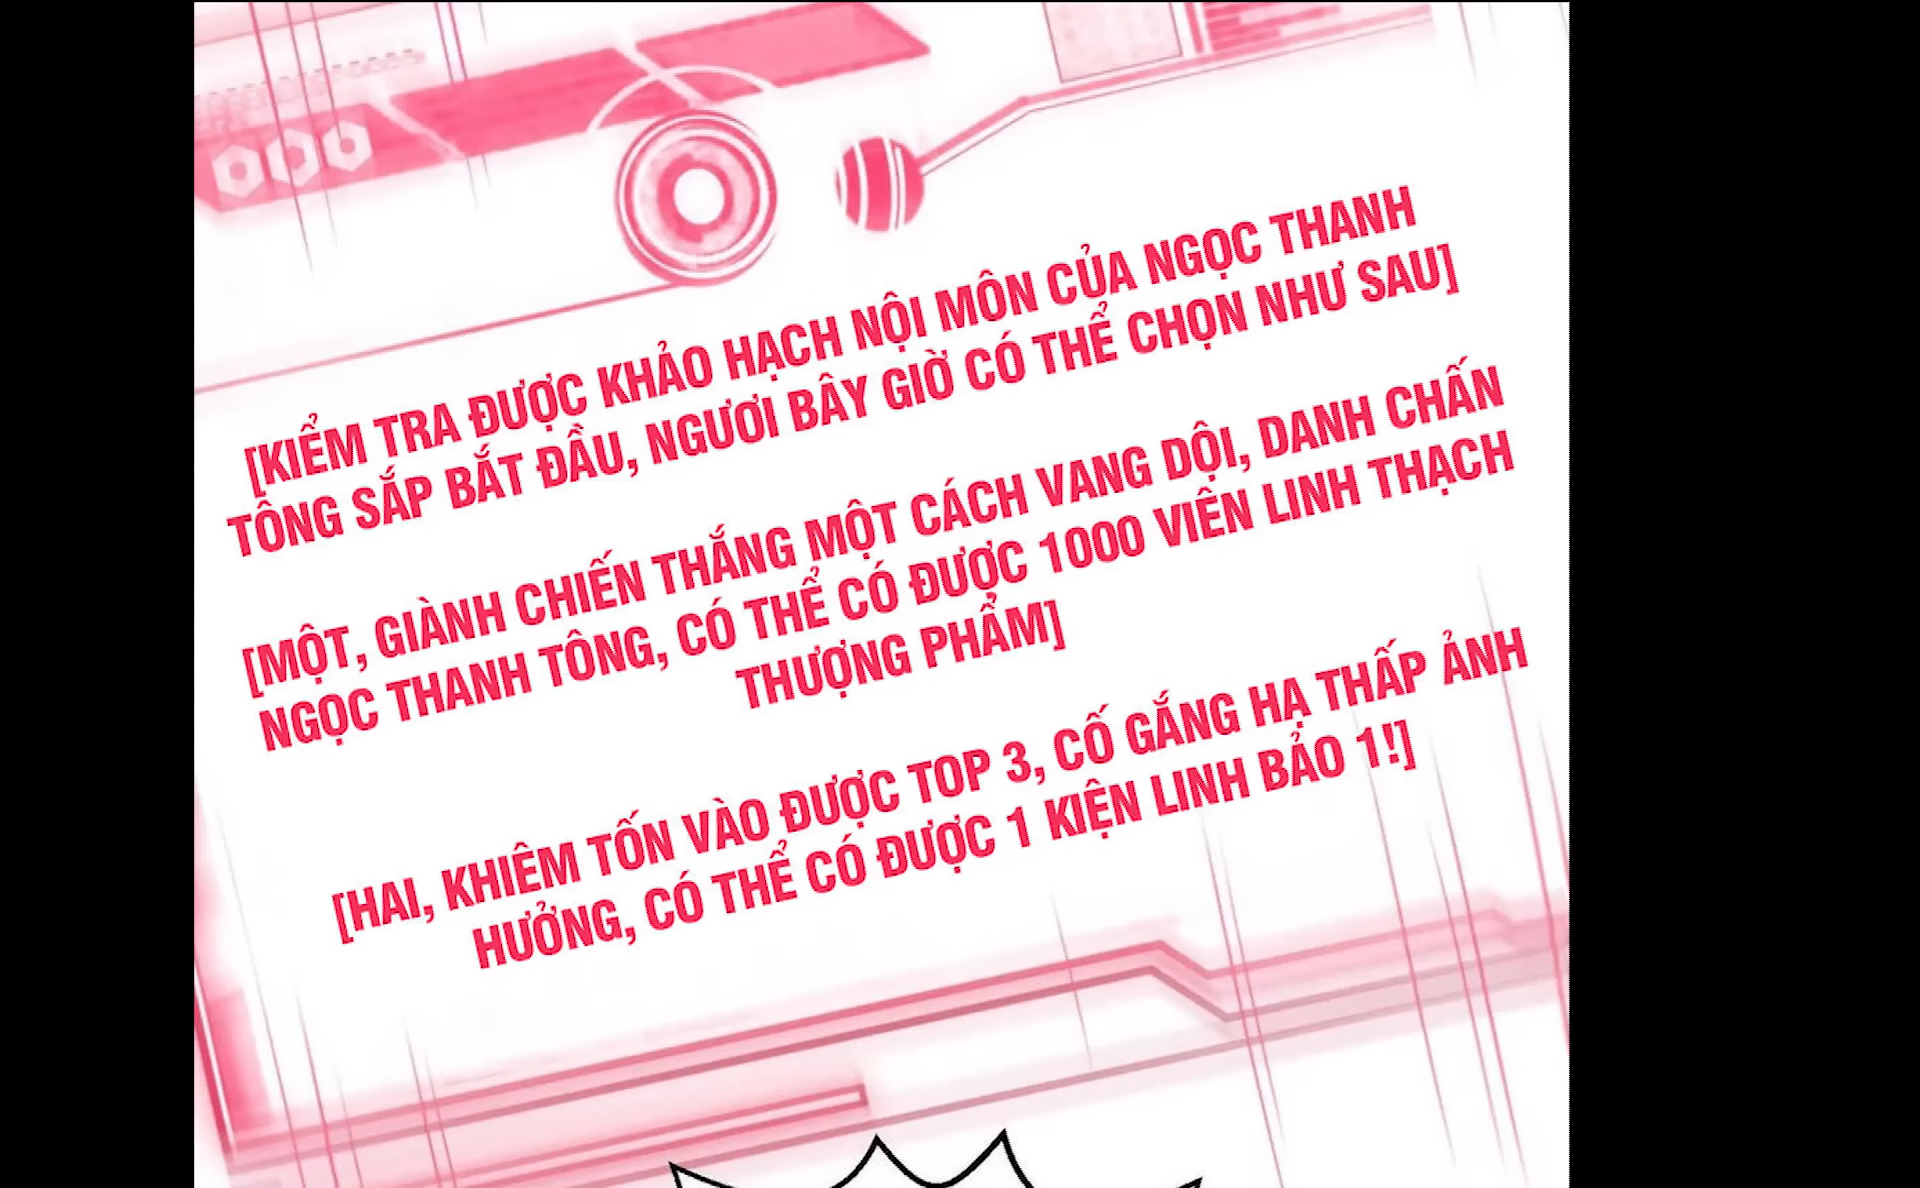 [KIỂM TRA ĐƯỢC KHẢO HẠCH NỘI MÔN CỦA NGỌC THANH
TÔNG SẮP BẮT ĐẦU, NGƯƠI BÂY GIỜ CÓ THỂ CHỌN NHƯ SAU]
[MỘT, GIÀNH CHIẾN THẮNG MỘT CÁCH VANG DỘI, DANH CHẤN
NGỌC THANH TÔNG, CÓ THỂ CÓ ĐƯỢC 1000 VIÊN LINH THẠCH
THƯỢNG PHẨM]
[HAI, KHIÊM TỐN VÀO ĐƯỢC TOP 3, CỐ GẮNG HẠ THẤP ẢNH
HƯỞNG, CÓ THỂ CÓ ĐƯỢC 1 KIỆN LINH BẢO 1!]